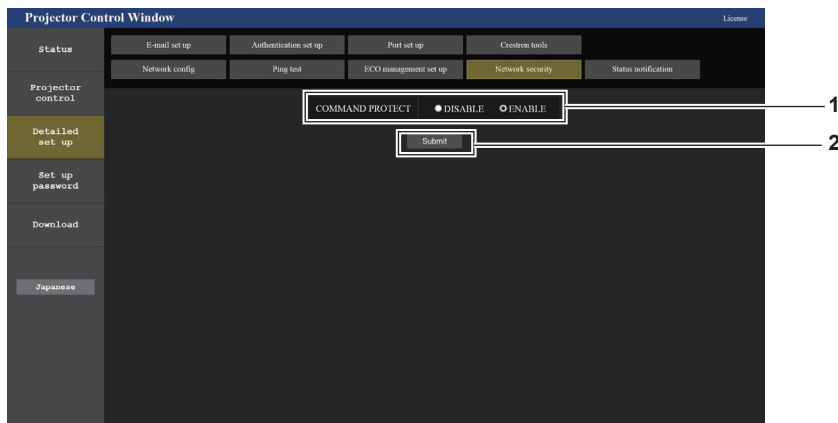 Projector Control Window
License
Status
Projector
control
Detailed
set up
Set up
password
Download
Japanese
E-mail set up
Authentication set up
Port set up
Crestron tools
Network config
Ping test
ECO management set up
Network security
Status notification
COMMAND PROTECT DISABLE ENABLE
1
Submit
2